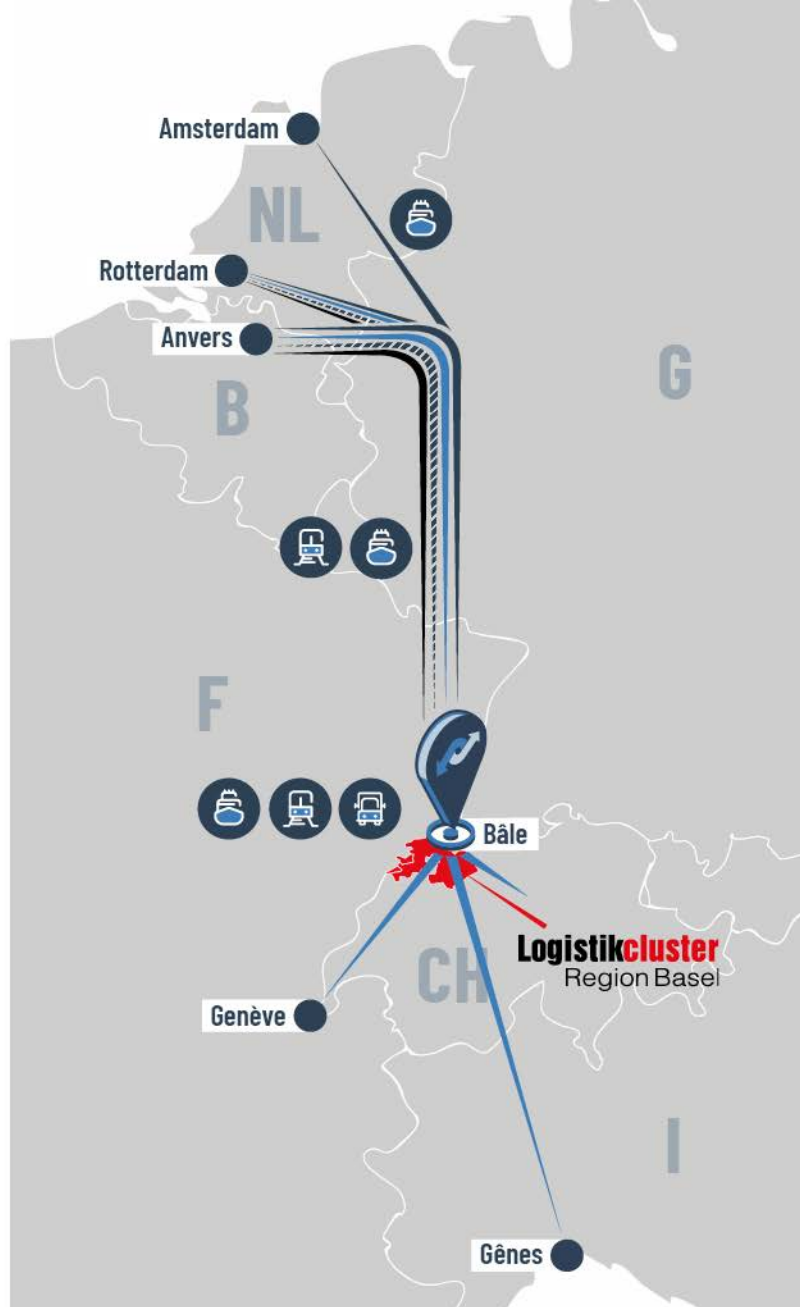 Amsterdam
NL
Rotterdam
Anvers
G
B
F
Bâle
Logistikcluster
Region Basel
CH
Genève
I
Gênes